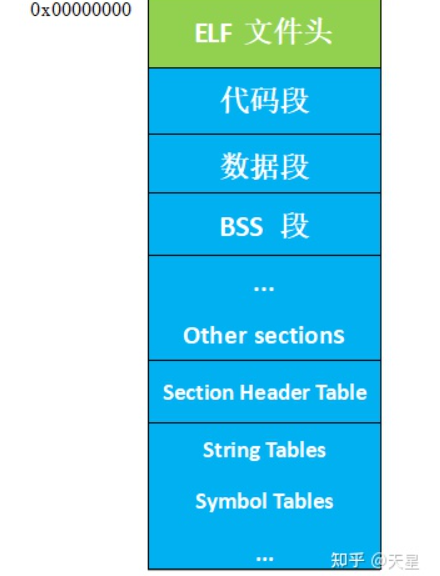 0x00000000
ELF 文件头
代码段
数据段
BSS 段
...
Other sections
Section Header Table
String Tables
Symbol Tables
...
知乎 @天星